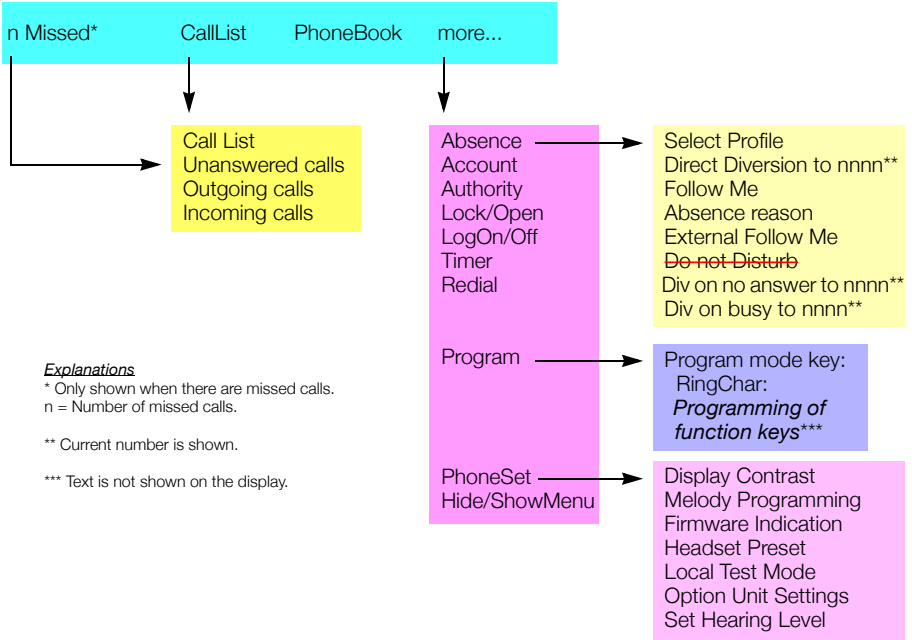 n Missed* CallList PhoneBook more...
Call List
Unanswered calls
Outgoing calls
Incoming calls
Absence
Account
Authority
Lock/Open
LogOn/Off
Timer
Redial
Program
PhoneSet
Hide/ShowMenu
Select Profile
Direct Diversion to nnnn**
Follow Me
Absence reason
External Follow Me
Do not Disturb
Div on no answer to nnnn**
Div on busy to nnnn**
Program mode key:
RingChar:
Programming of
function keys***
Display Contrast
Melody Programming
Firmware Indication
Headset Preset
Local Test Mode
Option Unit Settings
Set Hearing Level
Explanations
* Only shown when there are missed calls.
n = Number of missed calls.
** Current number is shown.
*** Text is not shown on the display.